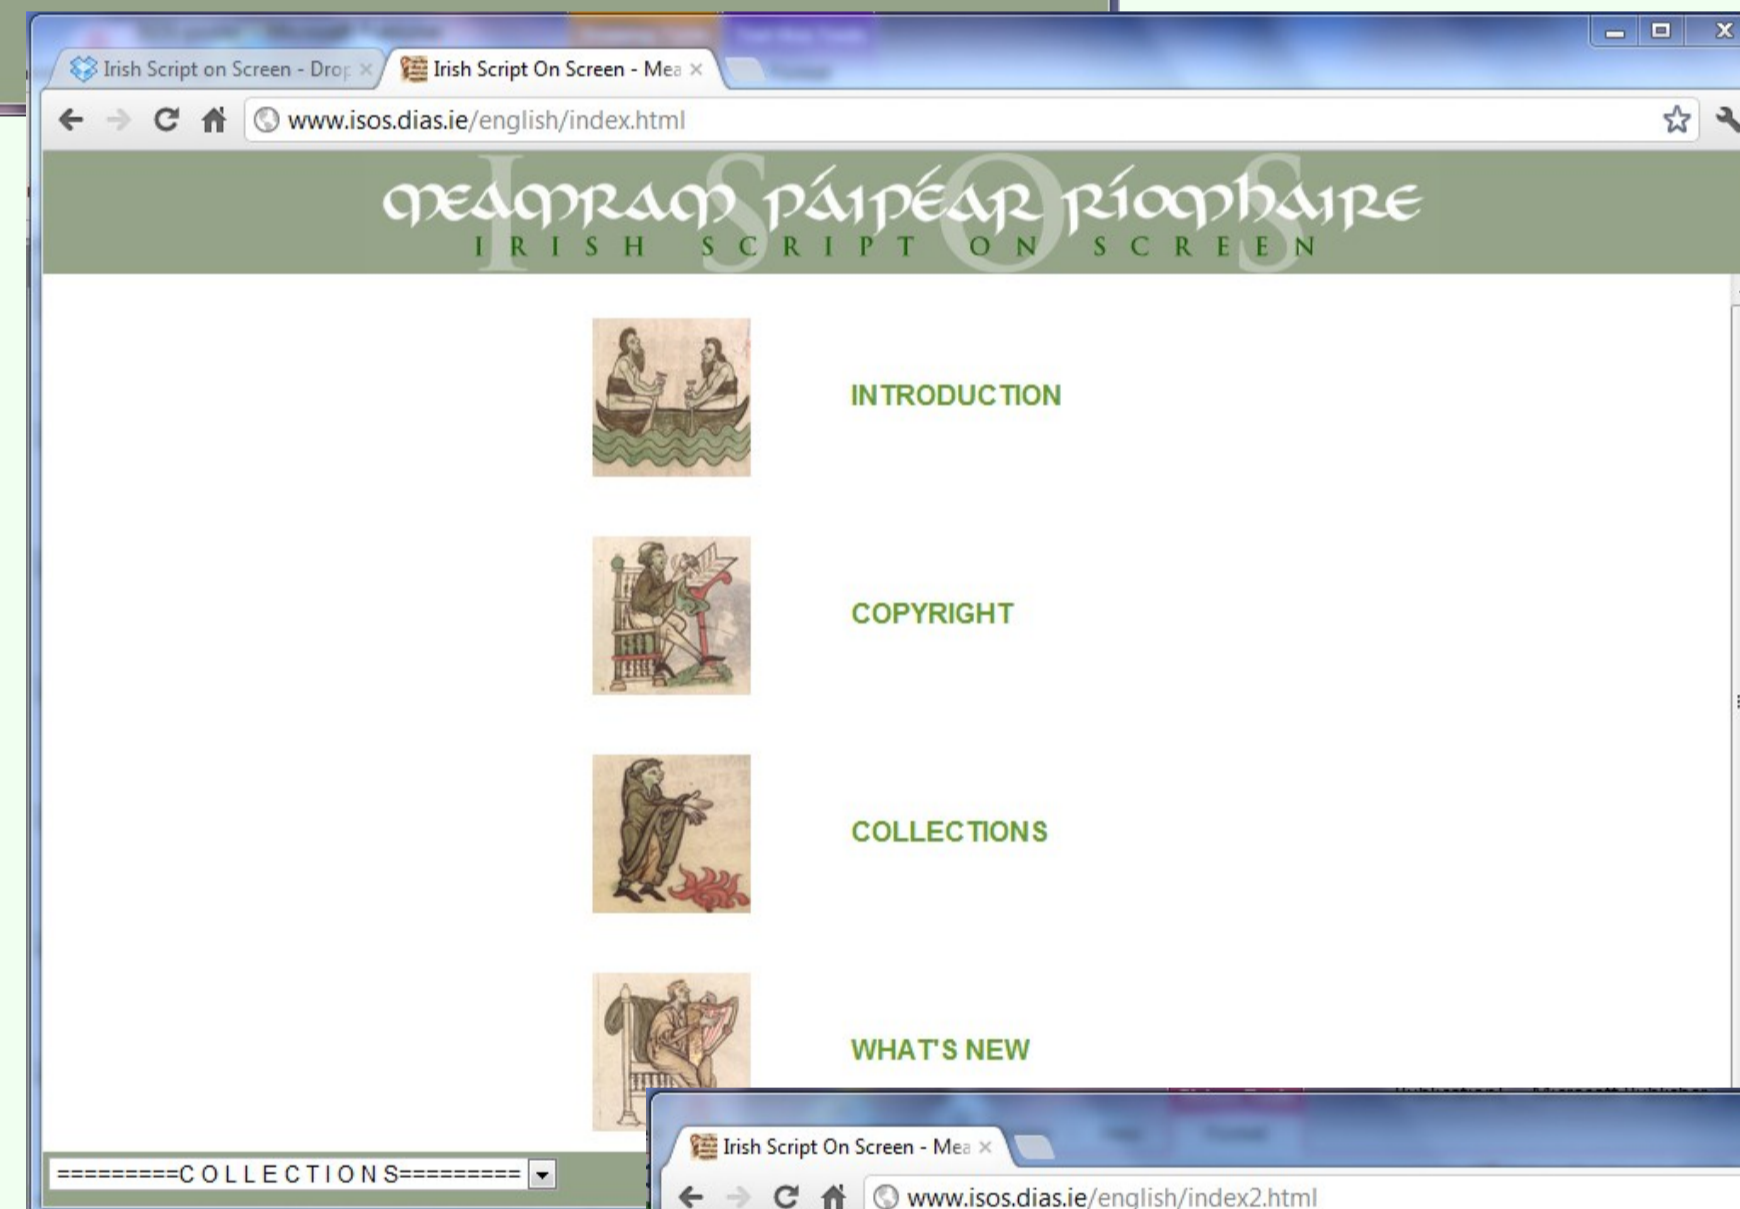 Irish Script on Screen - Drop
Irish Script On Screen - Mea
www.isos.dias.ie/english/index.html
ISOS
meamram páipéar ríomhaire
IRISH SCRIPT ON SCREEN
INTRODUCTION
COPYRIGHT
COLLECTIONS
WHAT'S NEW
=========C O L L E C T I O N S=========
Irish Script On Screen - Mea
www.isos.dias.ie/english/index2.html